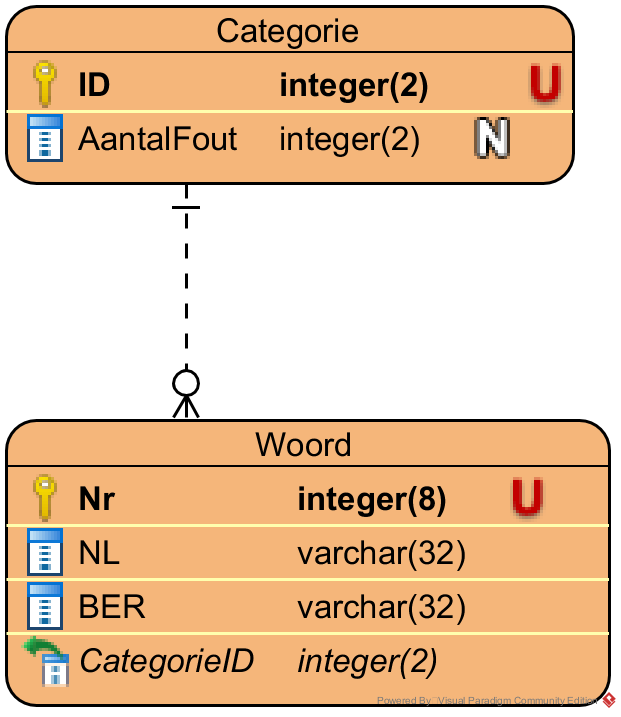 Categorie
ID integer(2) U
AantalFout integer(2) N
Woord
Nr integer(8) U
NL varchar(32)
BER varchar(32)
CategorieID integer(2)
Powered By Visual Paradigm Community Edition